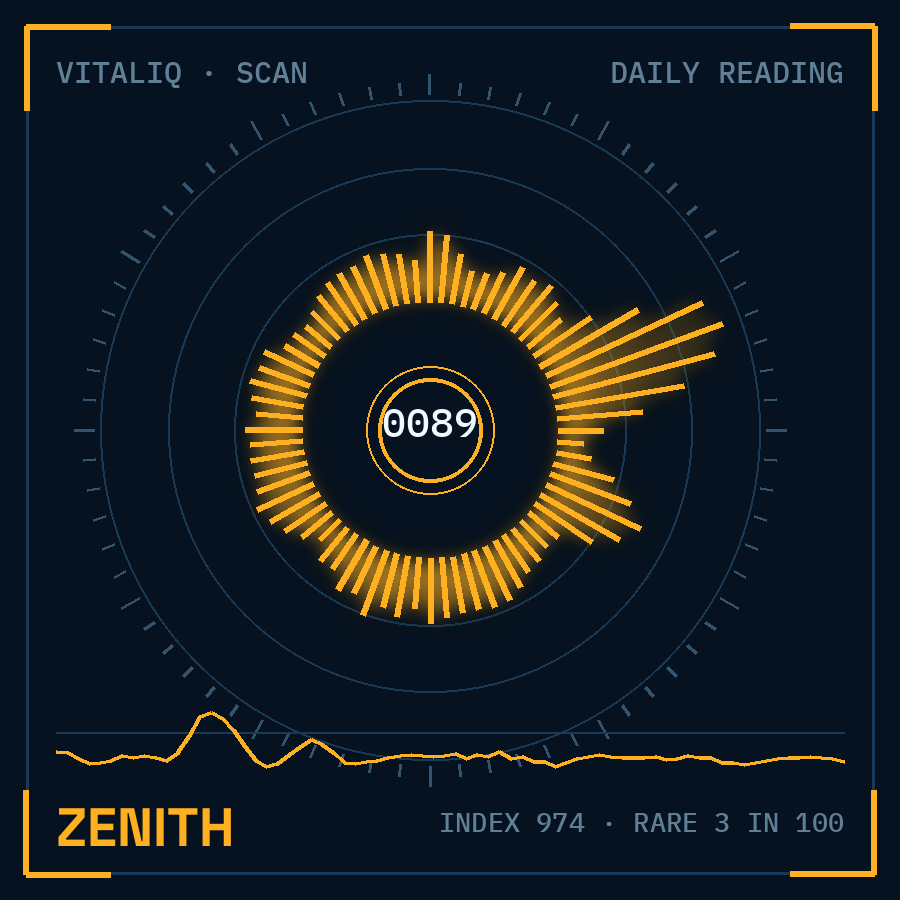 VITALIQ · SCAN
DAILY READING
0089
ZENITH
INDEX 974 · RARE 3 IN 100